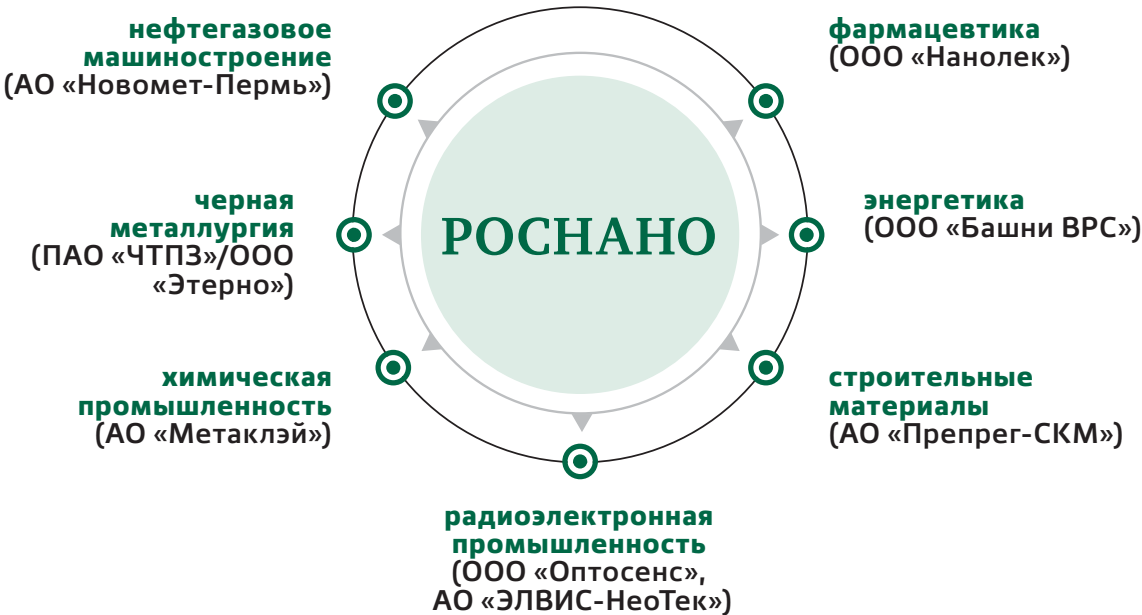 нефтегазовое
машиностроение
(АО «Новомет-Пермь»)
фармацевтика
(ООО «Нанолек»)
черная
металлургия
(ПАО «ЧТПЗ»/ООО
«Этерно»)
РОСНАНО
энергетика
(ООО «Башни ВРС»)
химическая
промышленность
(АО «Метаклэй»)
строительные
материалы
(АО «Препрег-СКМ»)
радиоэлектронная
промышленность
(ООО «Оптосенс»,
АО «ЭЛВИС-НеоТек»)